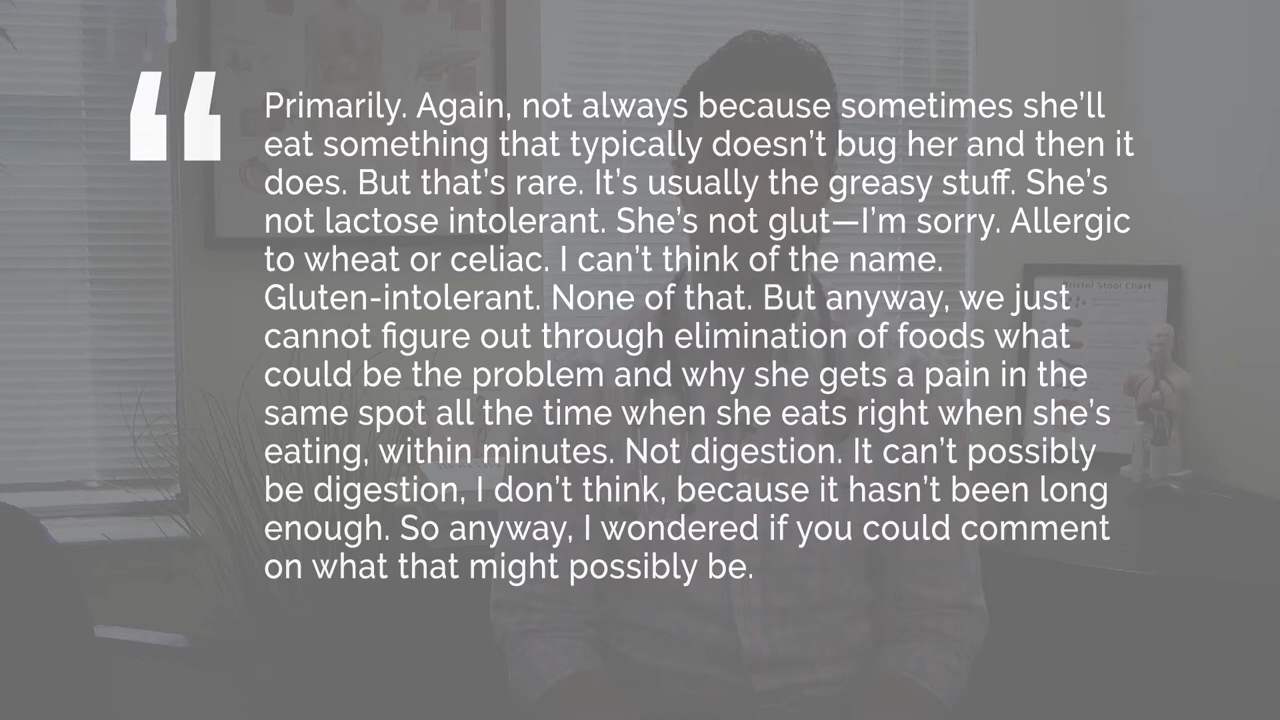 “
Primarily. Again, not always because sometimes she’ll
eat something that typically doesn’t bug her and then it
does. But that’s rare. It’s usually the greasy stuff. She’s
not lactose intolerant. She’s not glut—I’m sorry. Allergic
to wheat or celiac. I can’t think of the name.
Gluten-intolerant. None of that. But anyway, we just
cannot figure out through elimination of foods what
could be the problem and why she gets a pain in the
same spot all the time when she eats right when she’s
eating, within minutes. Not digestion. It can’t possibly
be digestion, I don’t think, because it hasn’t been long
enough. So anyway, I wondered if you could comment
on what that might possibly be.
Bristol Stool Chart